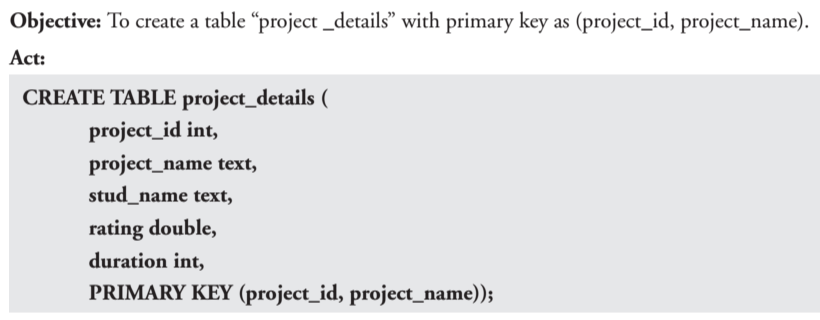 Objective: To create a table “project _details” with primary key as (project_id, project_name).
Act:
CREATE TABLE project_details (
project_id int,
project_name text,
stud_name text,
rating double,
duration int,
PRIMARY KEY (project_id, project_name));